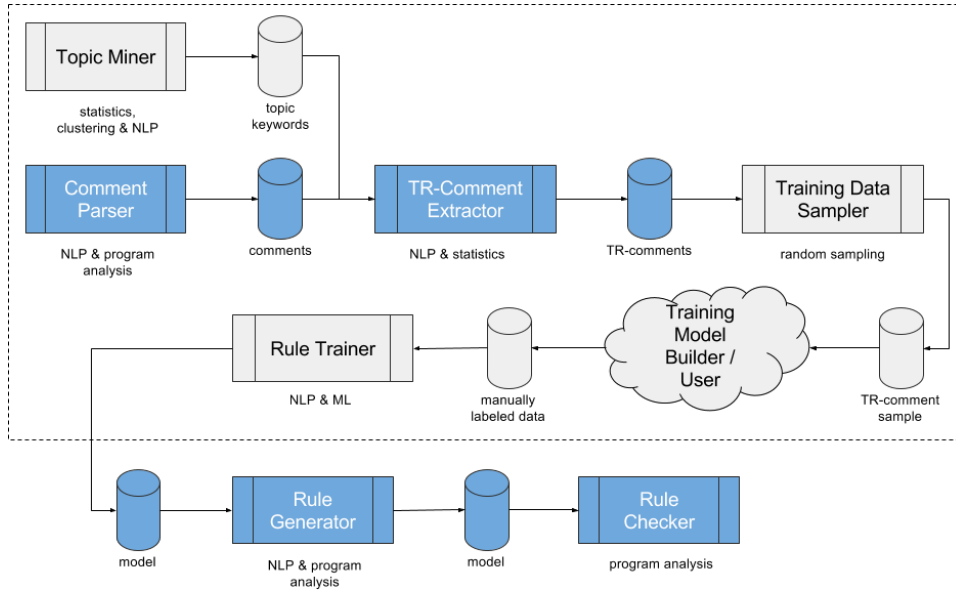 Topic Miner
statistics,
clustering & NLP
topic
keywords
Comment
Parser
NLP & program
analysis
comments
TR-Comment
Extractor
NLP & statistics
TR-comments
Training Data
Sampler
random sampling
Rule Trainer
NLP & ML
manually
labeled data
Training
Model
Builder /
User
TR-comment
sample
model
Rule
Generator
NLP & program
analysis
model
Rule
Checker
program analysis